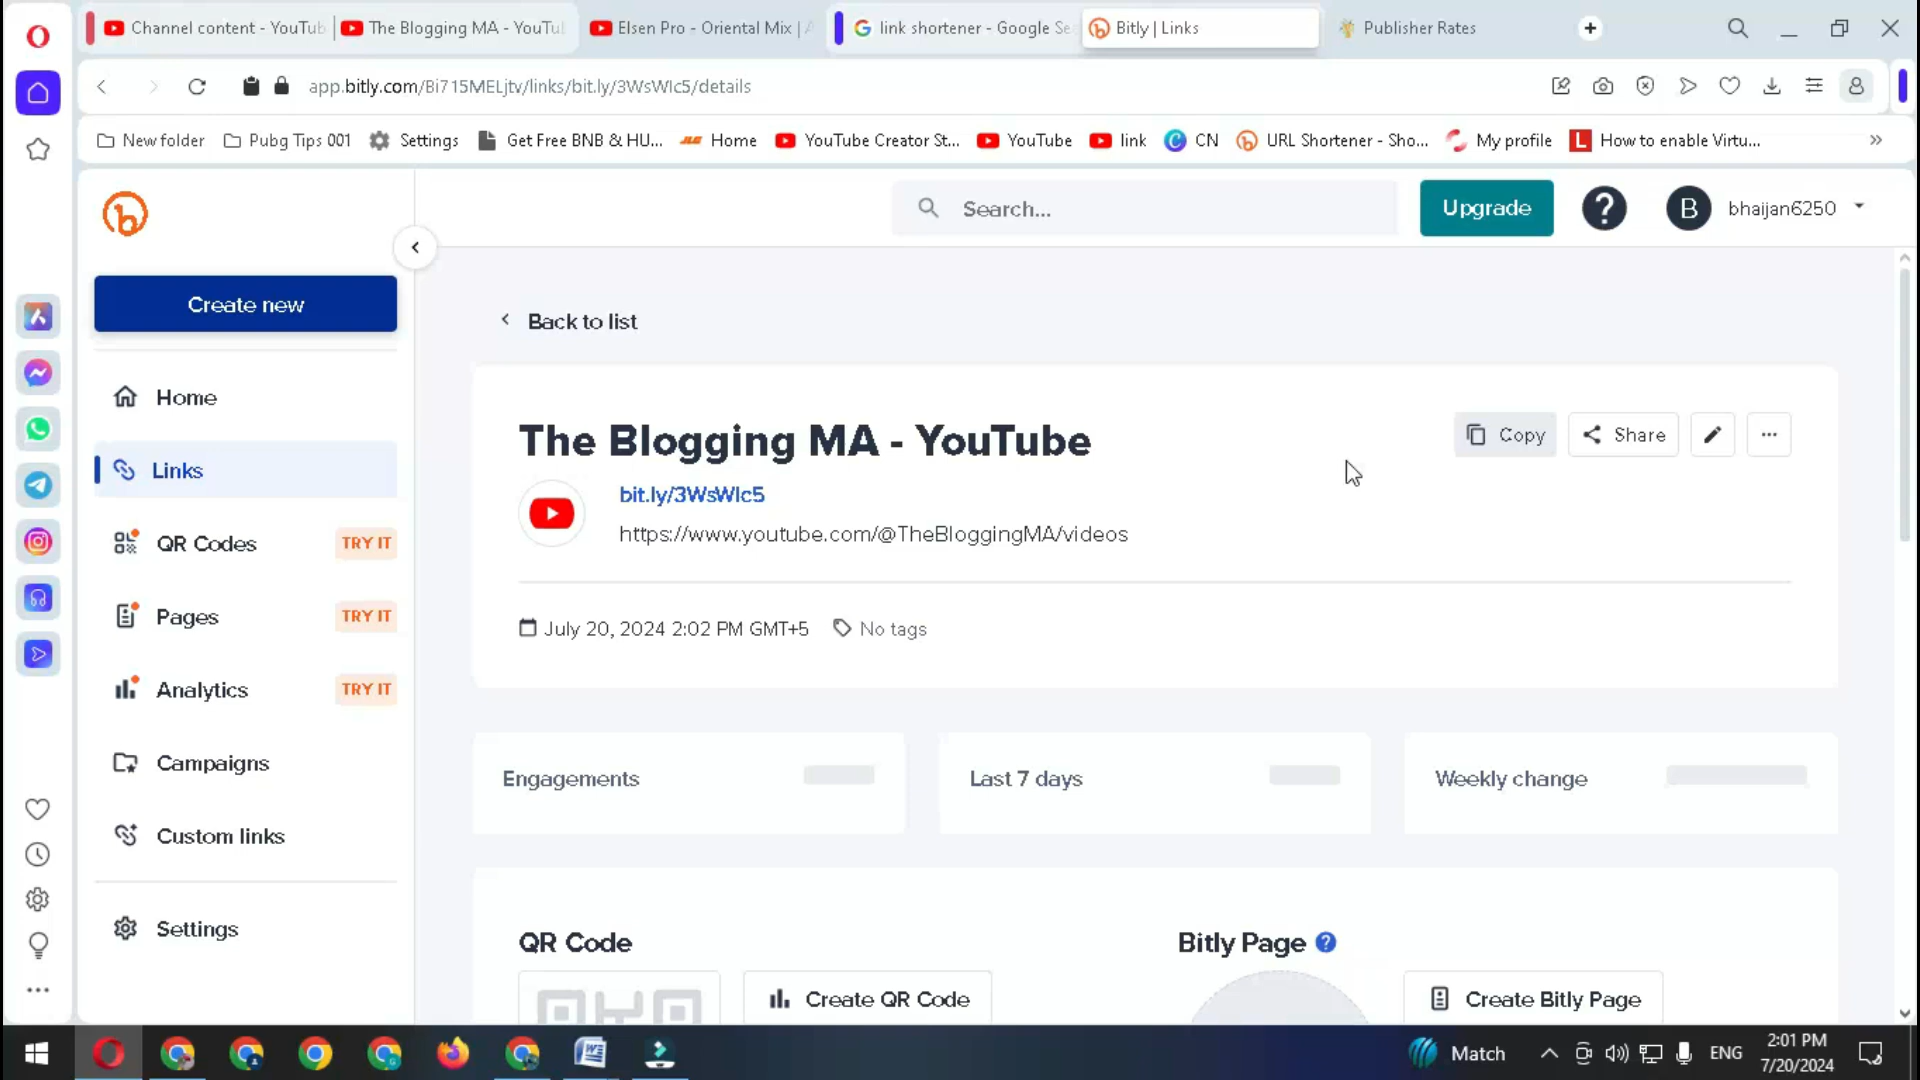 Channel content - YouTub
The Blogging MA - YouTu
Elsen Pro - Oriental Mix | A
link shortener - Google Se
Bitly | Links
Publisher Rates
app.bitly.com/Bi715MELjtv/links/bit.ly/3WsWIc5/details
New folder
Pubg Tips 001
Settings
Get Free BNB & HU...
Home
YouTube Creator St...
YouTube
link
CN
URL Shortener - Sho...
My profile
How to enable Virtu...
Search...
Upgrade
B
bhaijan6250
Create new
Back to list
Home
Links
QR Codes TRY IT
Pages TRY IT
Analytics TRY IT
Campaigns
Custom links
Settings
The Blogging MA - YouTube
Copy
Share
bit.ly/3WsWIc5
https://www.youtube.com/@TheBloggingMA/videos
July 20, 2024 2:02 PM GMT+5
No tags
Engagements
Last 7 days
Weekly change
QR Code
Create QR Code
Bitly Page
Create Bitly Page
Match
ENG
2:01 PM
7/20/2024